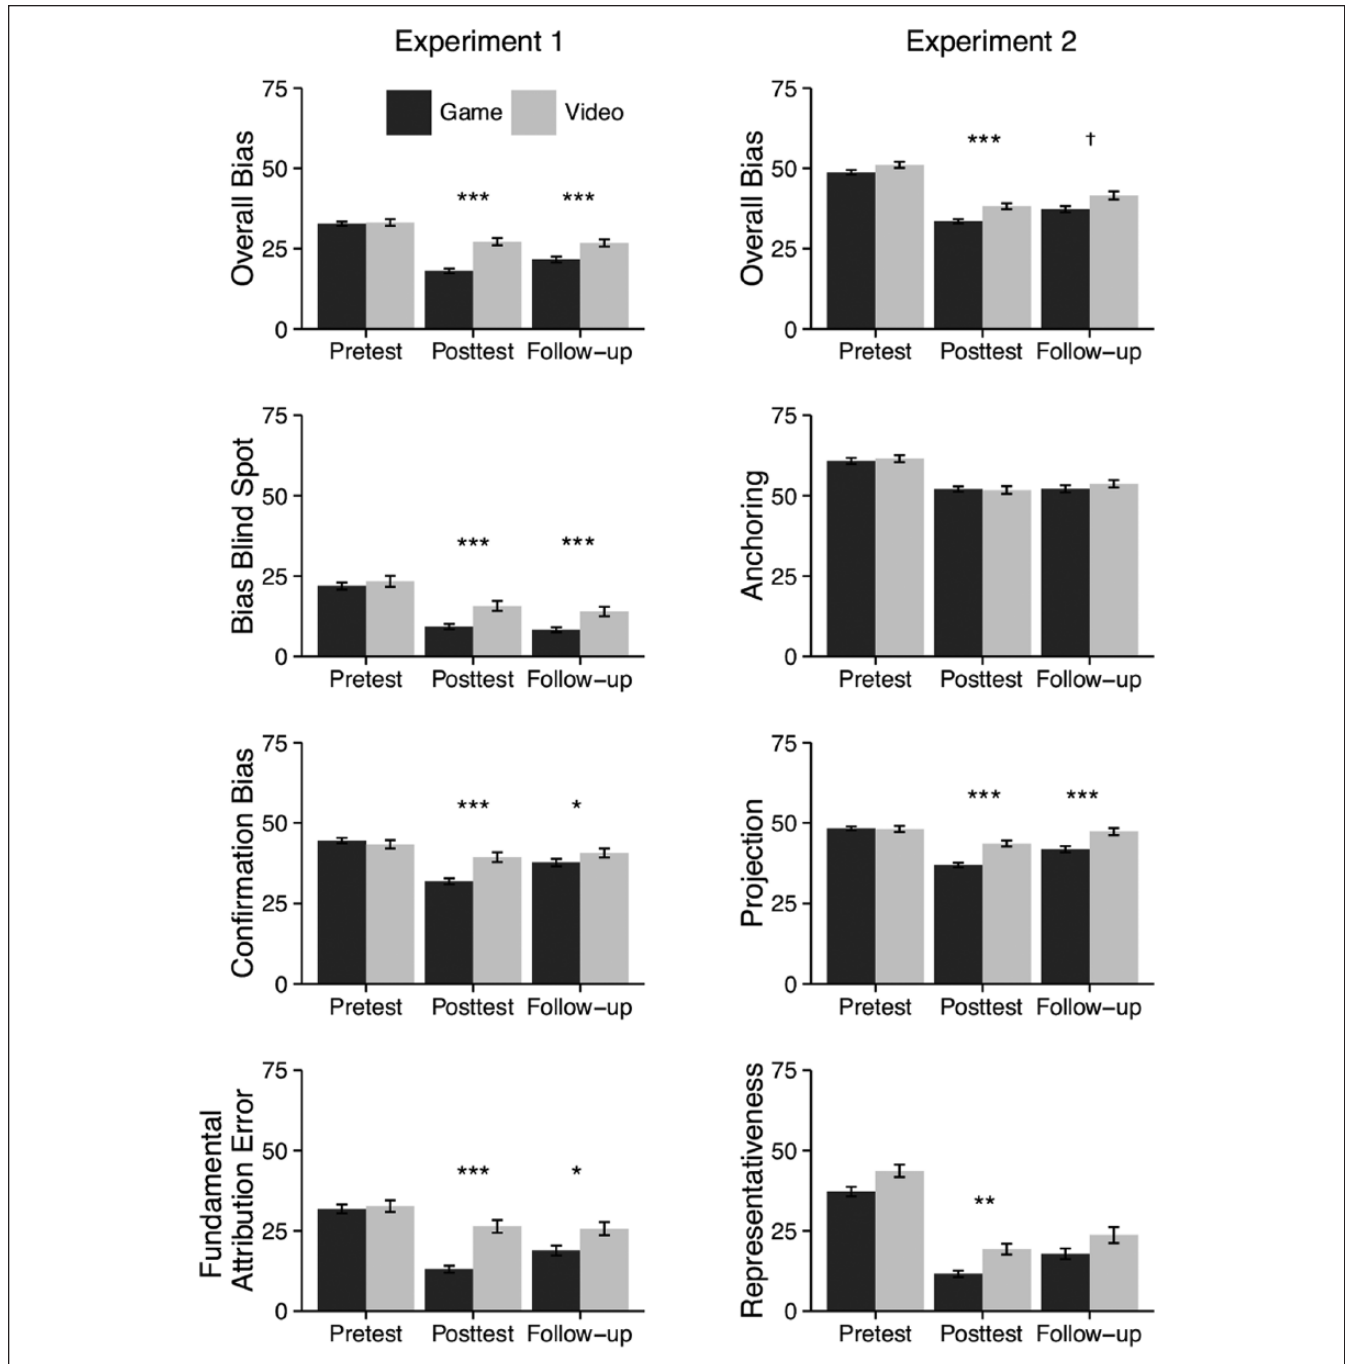 Experiment 1
Experiment 2
Game Video
Overall Bias
75
50
25
0
*** ***
Pretest Posttest Follow-up
Overall Bias
75
50
25
0
*** †
Pretest Posttest Follow-up
Bias Blind Spot
75
50
25
0
*** ***
Pretest Posttest Follow-up
Anchoring
75
50
25
0
Pretest Posttest Follow-up
Confirmation Bias
75
50
25
0
*** *
Pretest Posttest Follow-up
Projection
75
50
25
0
*** ***
Pretest Posttest Follow-up
Fundamental
Attribution Error
75
50
25
0
*** *
Pretest Posttest Follow-up
Representativeness
75
50
25
0
**
Pretest Posttest Follow-up